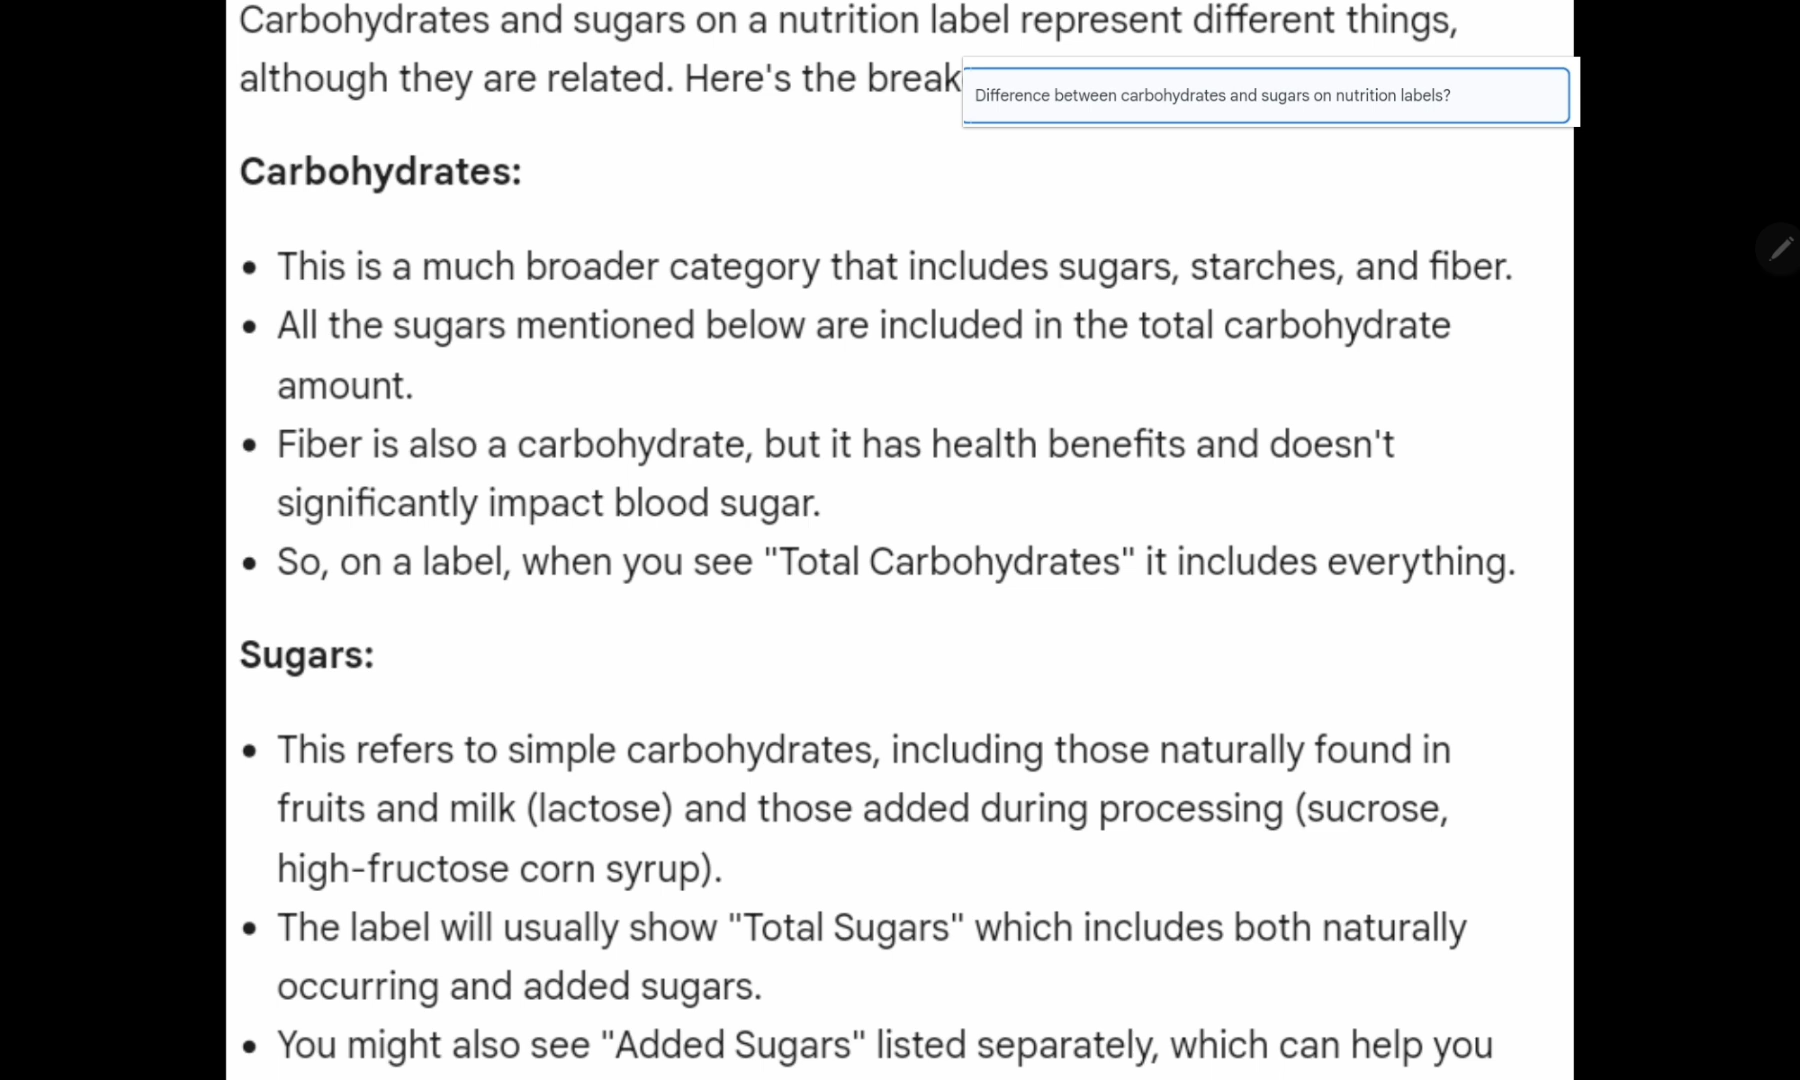 Carbohydrates and sugars on a nutrition label represent different things,
although they are related. Here's the break
Difference between carbohydrates and sugars on nutrition labels?
Carbohydrates:
• This is a much broader category that includes sugars, starches, and fiber.
• All the sugars mentioned below are included in the total carbohydrate
amount.
• Fiber is also a carbohydrate, but it has health benefits and doesn't
significantly impact blood sugar.
• So, on a label, when you see "Total Carbohydrates" it includes everything.
Sugars:
• This refers to simple carbohydrates, including those naturally found in
fruits and milk (lactose) and those added during processing (sucrose,
high-fructose corn syrup).
• The label will usually show "Total Sugars" which includes both naturally
occurring and added sugars.
• You might also see "Added Sugars" listed separately, which can help you